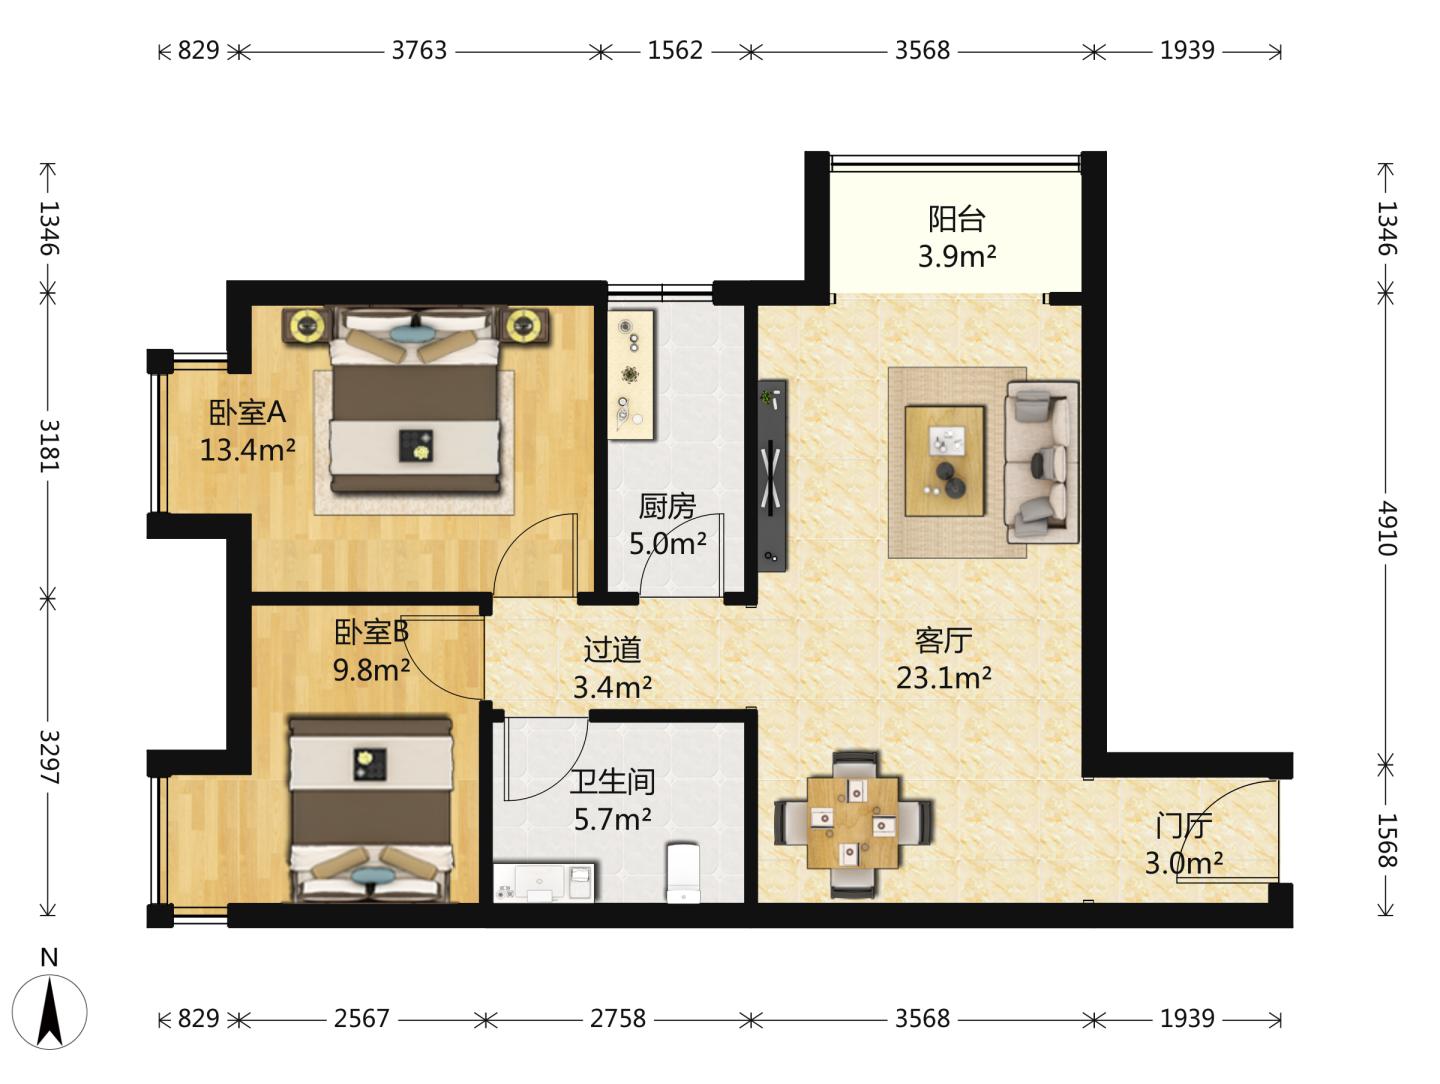 829 3763 1562 3568 1939
1346
3181
3297
阳台
3.9m²
卧室A
13.4m²
厨房
5.0m²
卧室B
9.8m²
过道
3.4m²
客厅
23.1m²
卫生间
5.7m²
门厅
3.0m²
1346
4910
1568
N
829 2567 2758 3568 1939